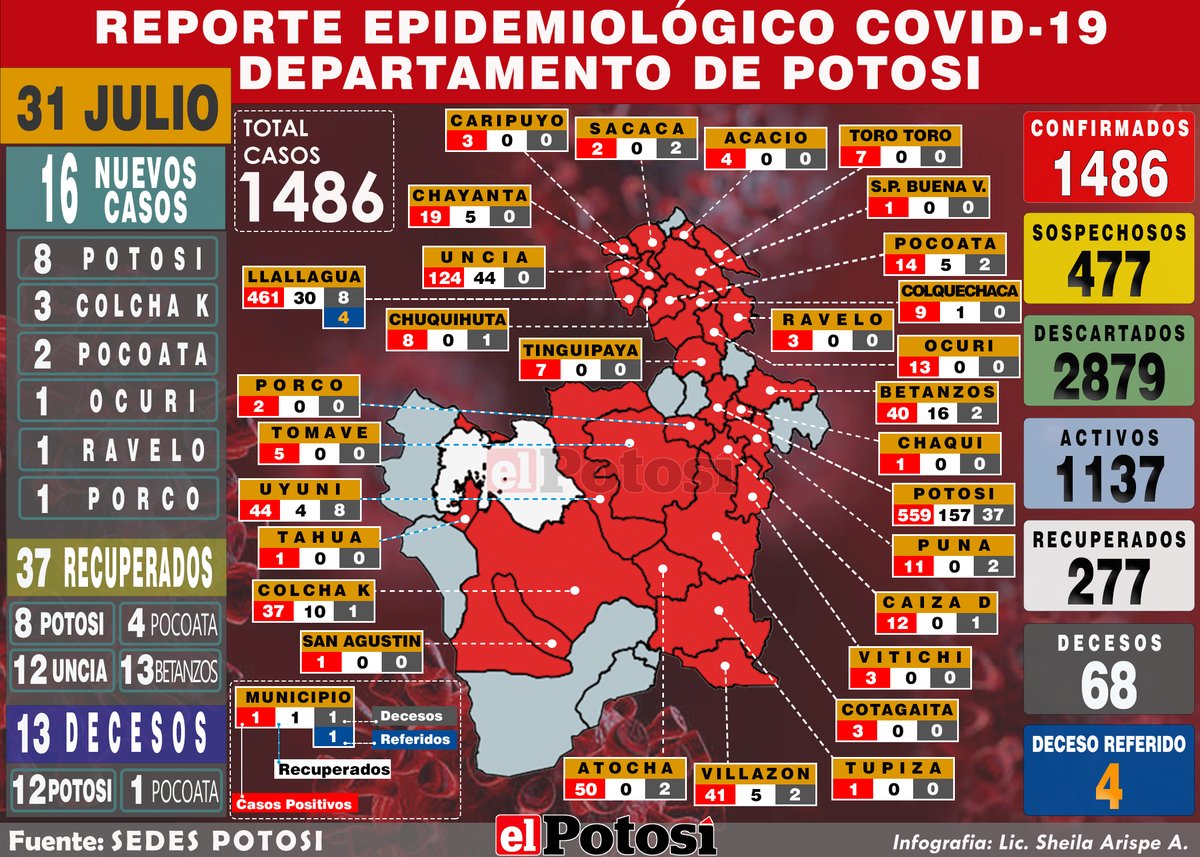 REPORTE EPIDEMIOLÓGICO COVID-19
DEPARTAMENTO DE POTOSI
31 JULIO
16 NUEVOS CASOS
8 POTOSI
3 COLCHA K
2 POCOATA
1 OCURI
1 RAVELO
1 PORCO
37 RECUPERADOS
8 POTOSI 4 POCOATA
12 UNCIA 13 BETANZOS
13 DECESOS
12 POTOSI 1 POCOATA
TOTAL
CASOS
1486
CARIPUYO
3 0 0
SACACA
2 0 2
ACACIO
4 0 0
TORO TORO
7 0 0
CHAYANTA
19 5 0
S.P. BUENA V.
1 0 0
UNCIA
124 44 0
POCOATA
14 5 2
LLALLAGUA
461 30 8
4
COLQUECHACA
9 1 0
CHUQUIHUTA
8 0 1
RAVELO
3 0 0
TINGUIPAYA
7 0 0
OCURI
13 0 0
PORCO
2 0 0
BETANZOS
40 16 2
TOMAVE
5 0 0
CHAQUI
1 0 0
UYUNI
44 4 8
POTOSI
559 157 37
TAHUA
1 0 0
PUNA
11 0 2
COLCHA K
37 10 1
CAIZA D
12 0 1
SAN AGUSTIN
1 0 0
VITICHI
3 0 0
COTAGAITA
3 0 0
ATOCHA
50 0 2
VILLAZON
41 5 2
TUPIZA
1 0 0
el Potosí
MUNICIPIO
1 1 1
1
Decesos
Referidos
Recuperados
Casos Positivos
CONFIRMADOS
1486
SOSPECHOSOS
477
DESCARTADOS
2879
ACTIVOS
1137
RECUPERADOS
277
DECESOS
68
DECESO REFERIDO
4
Fuente: SEDES POTOSI
el Potosí
Infografia: Lic. Sheila Arispe A.